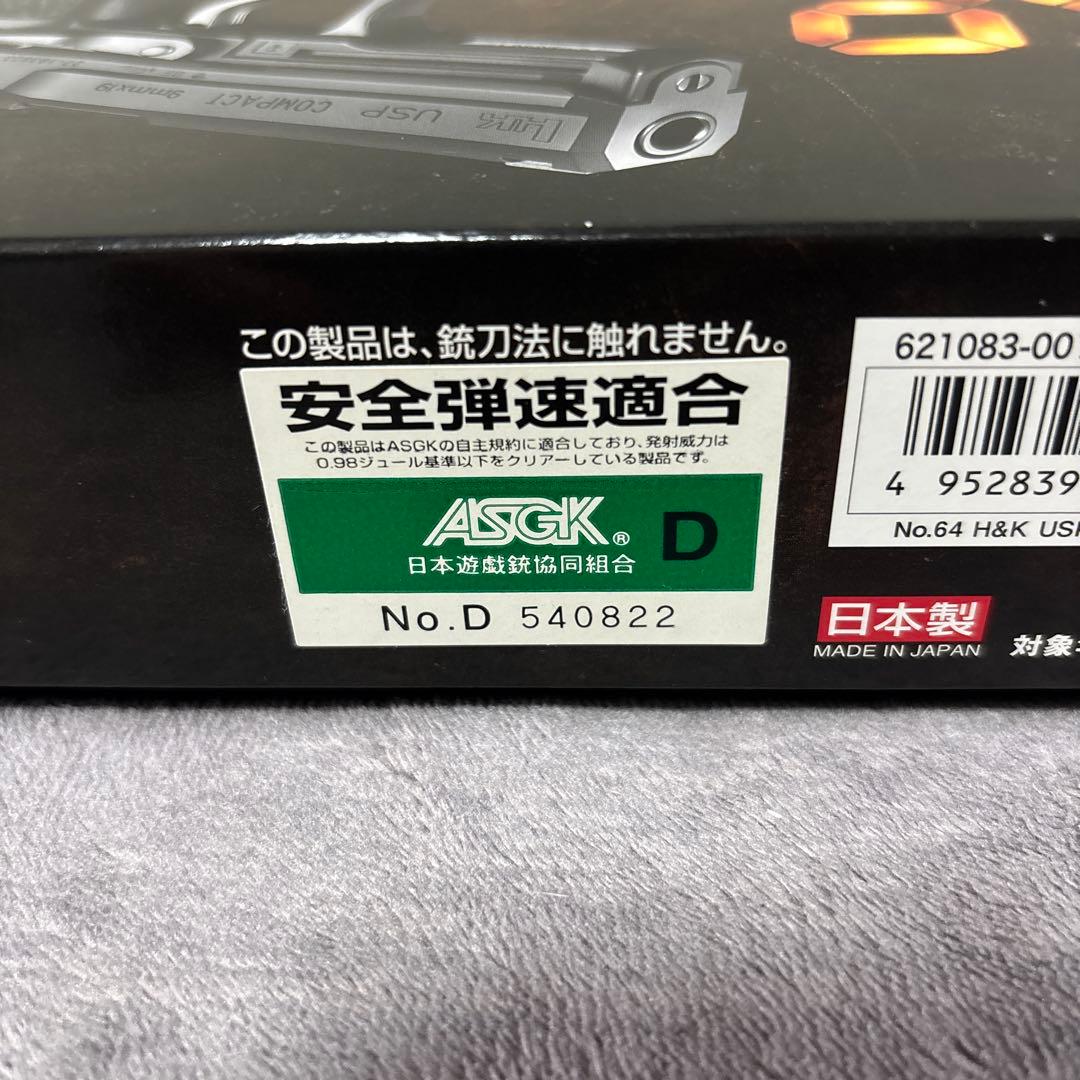 USP COMPACT 9mmx19
この製品は、銃刀法に触れません。
安全弾速適合
この製品はASGKの自主規約に適合しており、発射威力は
0.98ジュール基準以下をクリアーしている製品です。
ASGK® D
日本遊戯銃協同組合
No.D 540822
621083-00
4 952839
No.64 H&K US
日本製
MADE IN JAPAN
対象